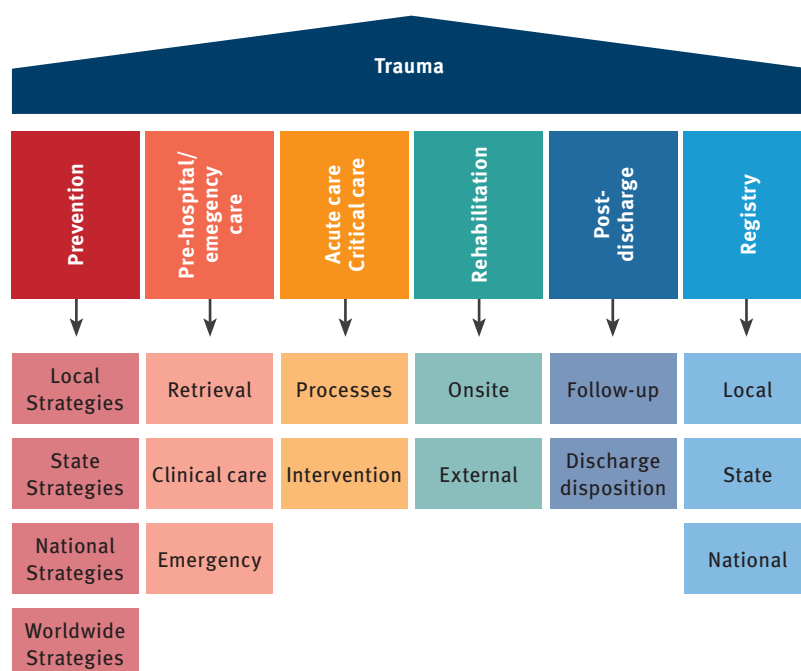 Trauma
Prevention
Pre-hospital/
emegency
care
Acute care
Critical care
Rehabilitation
Post-
discharge
Registry
Local
Strategies
Retrieval
Processes
Onsite
Follow-up
Local
State
Strategies
Clinical care
Intervention
External
Discharge
disposition
State
National
Strategies
Emergency
National
Worldwide
Strategies